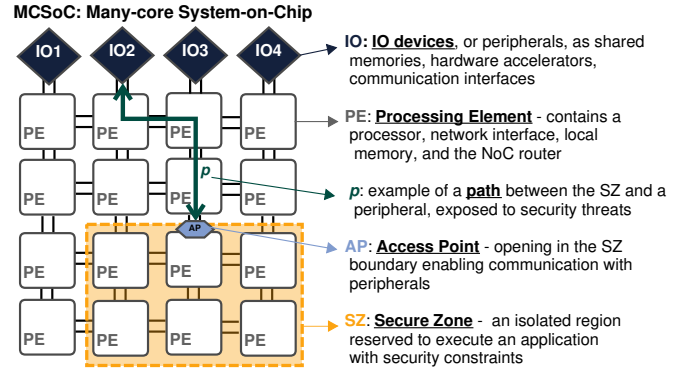 MCSoC: Many-core System-on-Chip
IO1 IO2 IO3 IO4
IO: IO devices, or peripherals, as shared
memories, hardware accelerators,
communication interfaces
PE PE PE PE
PE: Processing Element - contains a
processor, network interface, local
memory, and the NoC router
PE PE PE PE
p
p: example of a path between the SZ and a
peripheral, exposed to security threats
AP
PE PE PE PE
AP: Access Point - opening in the SZ
boundary enabling communication with
peripherals
PE PE PE PE
SZ: Secure Zone - an isolated region
reserved to execute an application
with security constraints